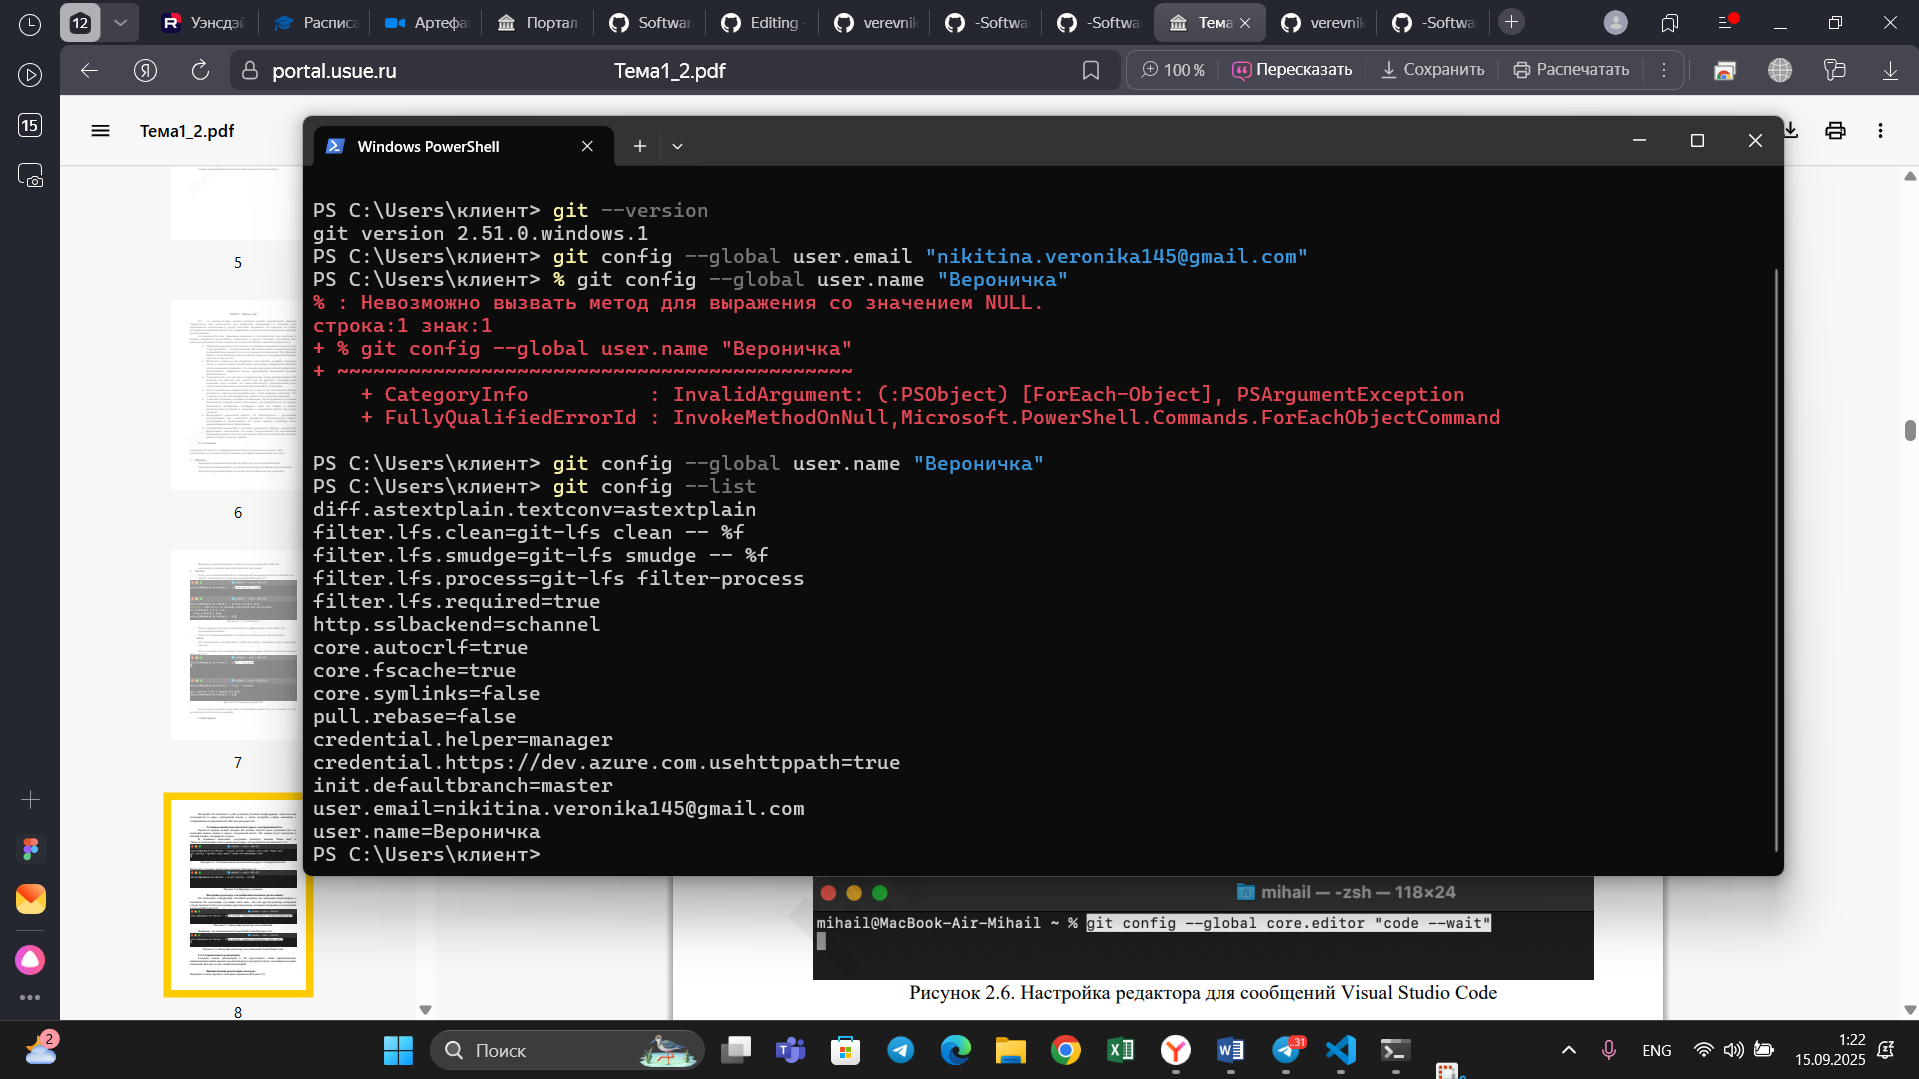 12
Уэнсдэй
Расписа
Артефа
Портал
Softwar
Editing
verevnik
-Softwa
-Softwa
Тема
verevnik
-Softwa
portal.usue.ru
Тема1_2.pdf
100 %
Пересказать
Сохранить
Распечатать
15
Тема1_2.pdf
Windows PowerShell
PS C:\Users\клиент> git --version
git version 2.51.0.windows.1
PS C:\Users\клиент> git config --global user.email "nikitina.veronika145@gmail.com"
PS C:\Users\клиент> % git config --global user.name "Вероничка"
% : Невозможно вызвать метод для выражения со значением NULL.
строка:1 знак:1
+ % git config --global user.name "Вероничка"
+ ~~~~~~~~~~~~~~~~~~~~~~~~~~~~~~~~~~~~~~~~~~~
+ CategoryInfo          : InvalidArgument: (:PSObject) [ForEach-Object], PSArgumentException
+ FullyQualifiedErrorId : InvokeMethodOnNull,Microsoft.PowerShell.Commands.ForEachObjectCommand
PS C:\Users\клиент> git config --global user.name "Вероничка"
PS C:\Users\клиент> git config --list
diff.astextplain.textconv=astextplain
filter.lfs.clean=git-lfs clean -- %f
filter.lfs.smudge=git-lfs smudge -- %f
filter.lfs.process=git-lfs filter-process
filter.lfs.required=true
http.sslbackend=schannel
core.autocrlf=true
core.fscache=true
core.symlinks=false
pull.rebase=false
credential.helper=manager
credential.https://dev.azure.com.usehttppath=true
init.defaultbranch=master
user.email=nikitina.veronika145@gmail.com
user.name=Вероничка
PS C:\Users\клиент>
5
6
7
8
mihail — -zsh — 118×24
mihail@MacBook-Air-Mihail ~ % git config --global core.editor "code --wait"
Рисунок 2.6. Настройка редактора для сообщений Visual Studio Code
2
Поиск
31
ENG
1:22
15.09.2025